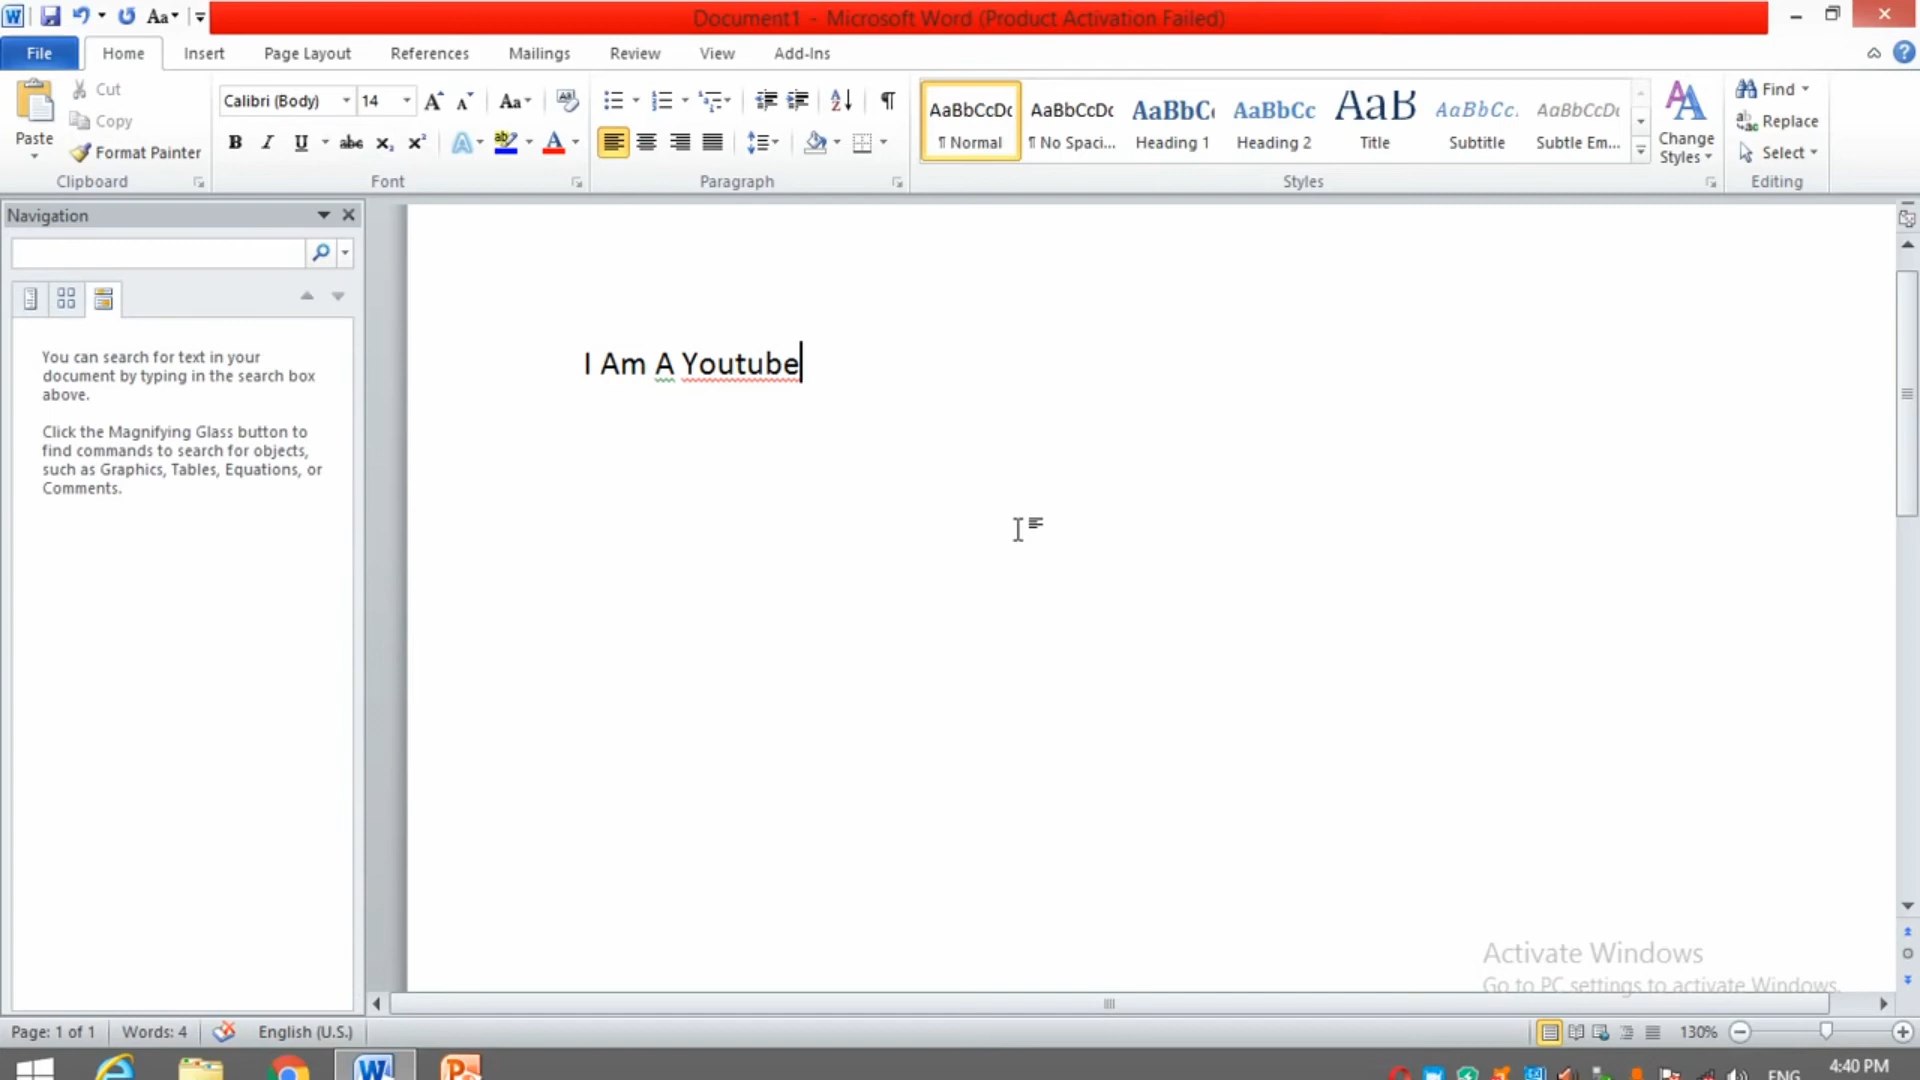 Document1 - Microsoft Word (Product Activation Failed)
File Home Insert Page Layout References Mailings Review View Add-Ins
Paste
Cut
Copy
Format Painter
Clipboard
Calibri (Body) 14
Font
Paragraph
AaBbCcDc AaBbCcDc AaBbC AaBbCc AaB AaBbCc. AaBbCcDc
¶ Normal ¶ No Spaci... Heading 1 Heading 2 Title Subtitle Subtle Em...
Change
Styles
Styles
Find
Replace
Select
Editing
Navigation
You can search for text in your
document by typing in the search box
above.
Click the Magnifying Glass button to
find commands to search for objects,
such as Graphics, Tables, Equations, or
Comments.
I Am A Youtube
Activate Windows
Go to PC settings to activate Windows.
Page: 1 of 1 Words: 4 English (U.S.) 130%
ENG 4:40 PM